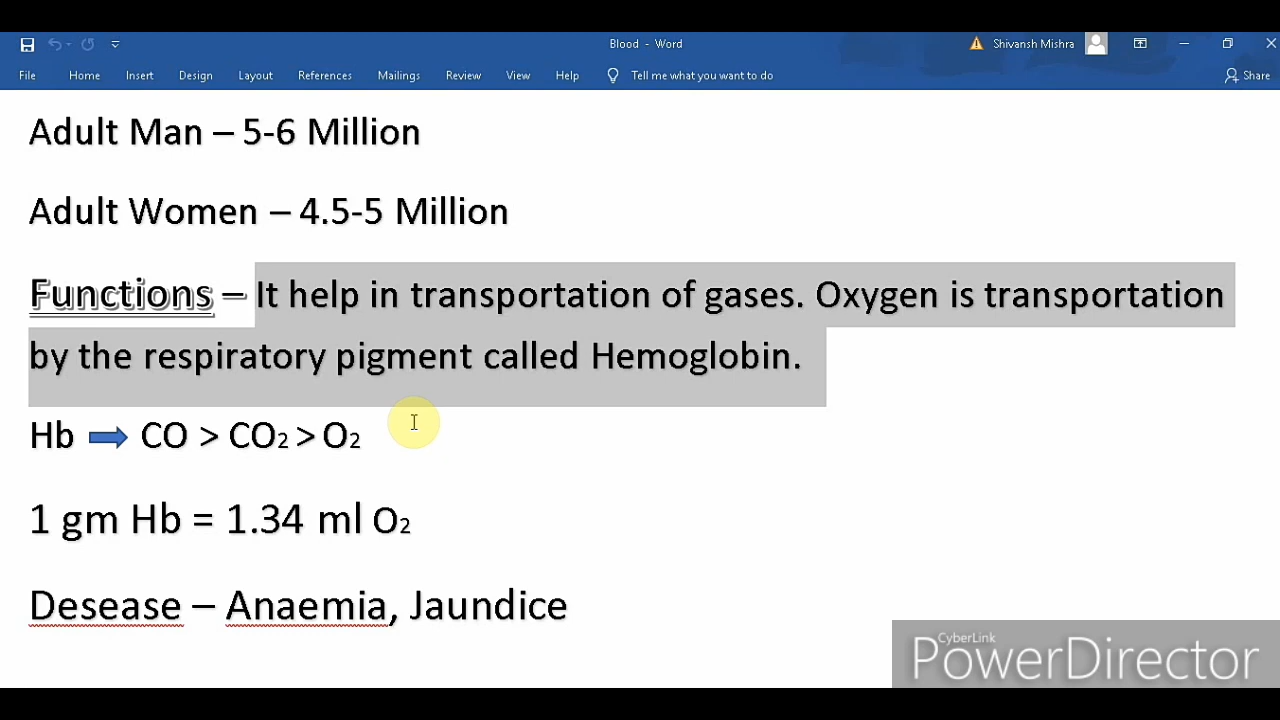 Blood - Word
Shivansh Mishra
File Home Insert Design Layout References Mailings Review View Help Tell me what you want to do Share
Adult Man – 5-6 Million
Adult Women – 4.5-5 Million
Functions – It help in transportation of gases. Oxygen is transportation
by the respiratory pigment called Hemoglobin.
Hb ➡ CO > CO₂ > O₂
1 gm Hb = 1.34 ml O₂
Desease – Anaemia, Jaundice
CyberLink
PowerDirector